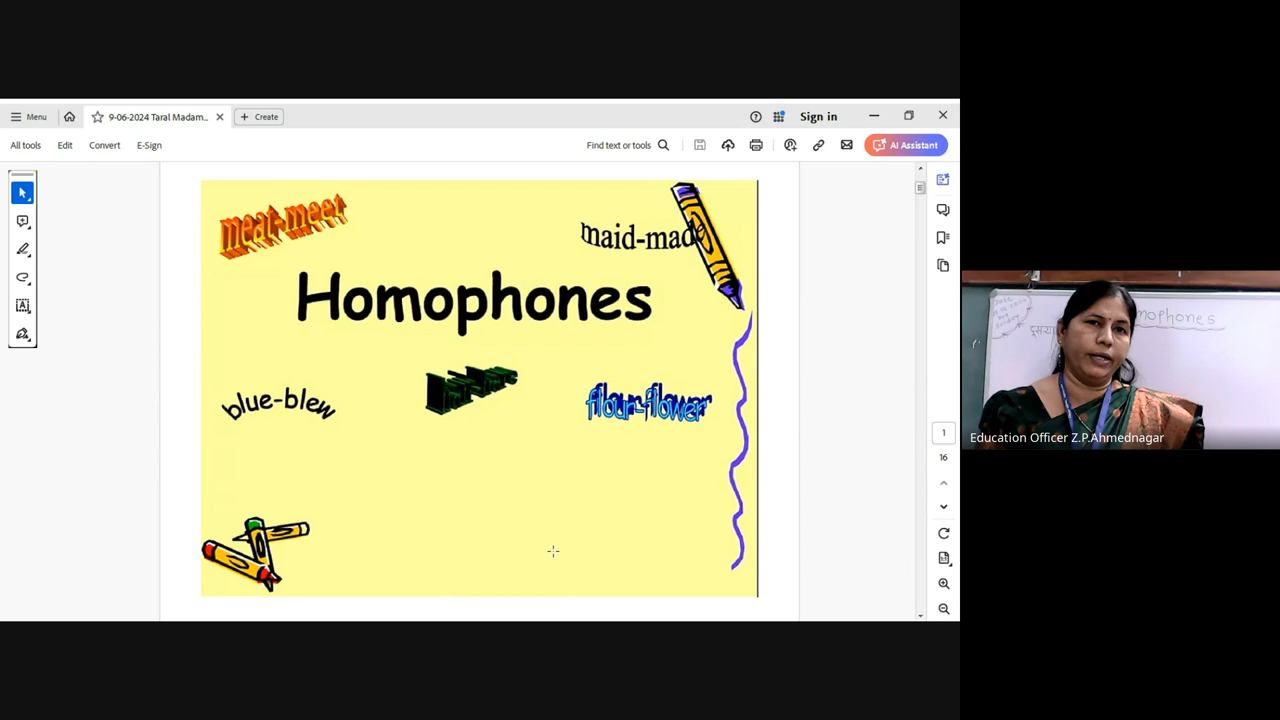 Menu
9-06-2024 Taral Madam...
Create
Sign in
All tools
Edit
Convert
E-Sign
Find text or tools
AI Assistant
meat-meet
maid-made
Homophones
blue-blew
flour-flower
1
16
mophones
Education Officer Z.P.Ahmednagar